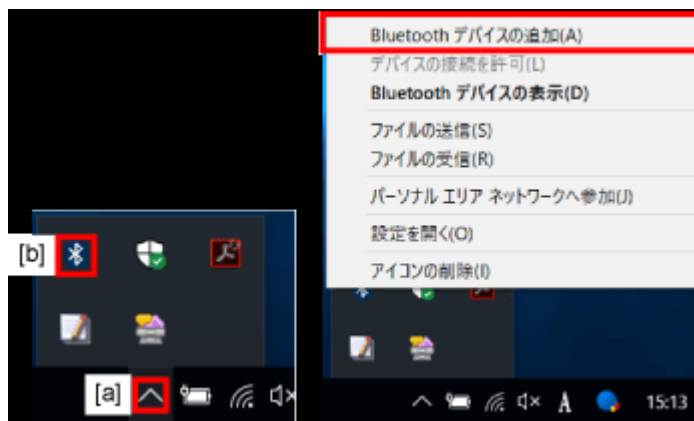 [b]
[a]
Bluetooth デバイスの追加(A)
デバイスの接続を許可(L)
Bluetooth デバイスの表示(D)
ファイルの送信(S)
ファイルの受信(R)
パーソナル エリア ネットワークへ参加(J)
設定を開く(O)
アイコンの削除(I)
A
15:13